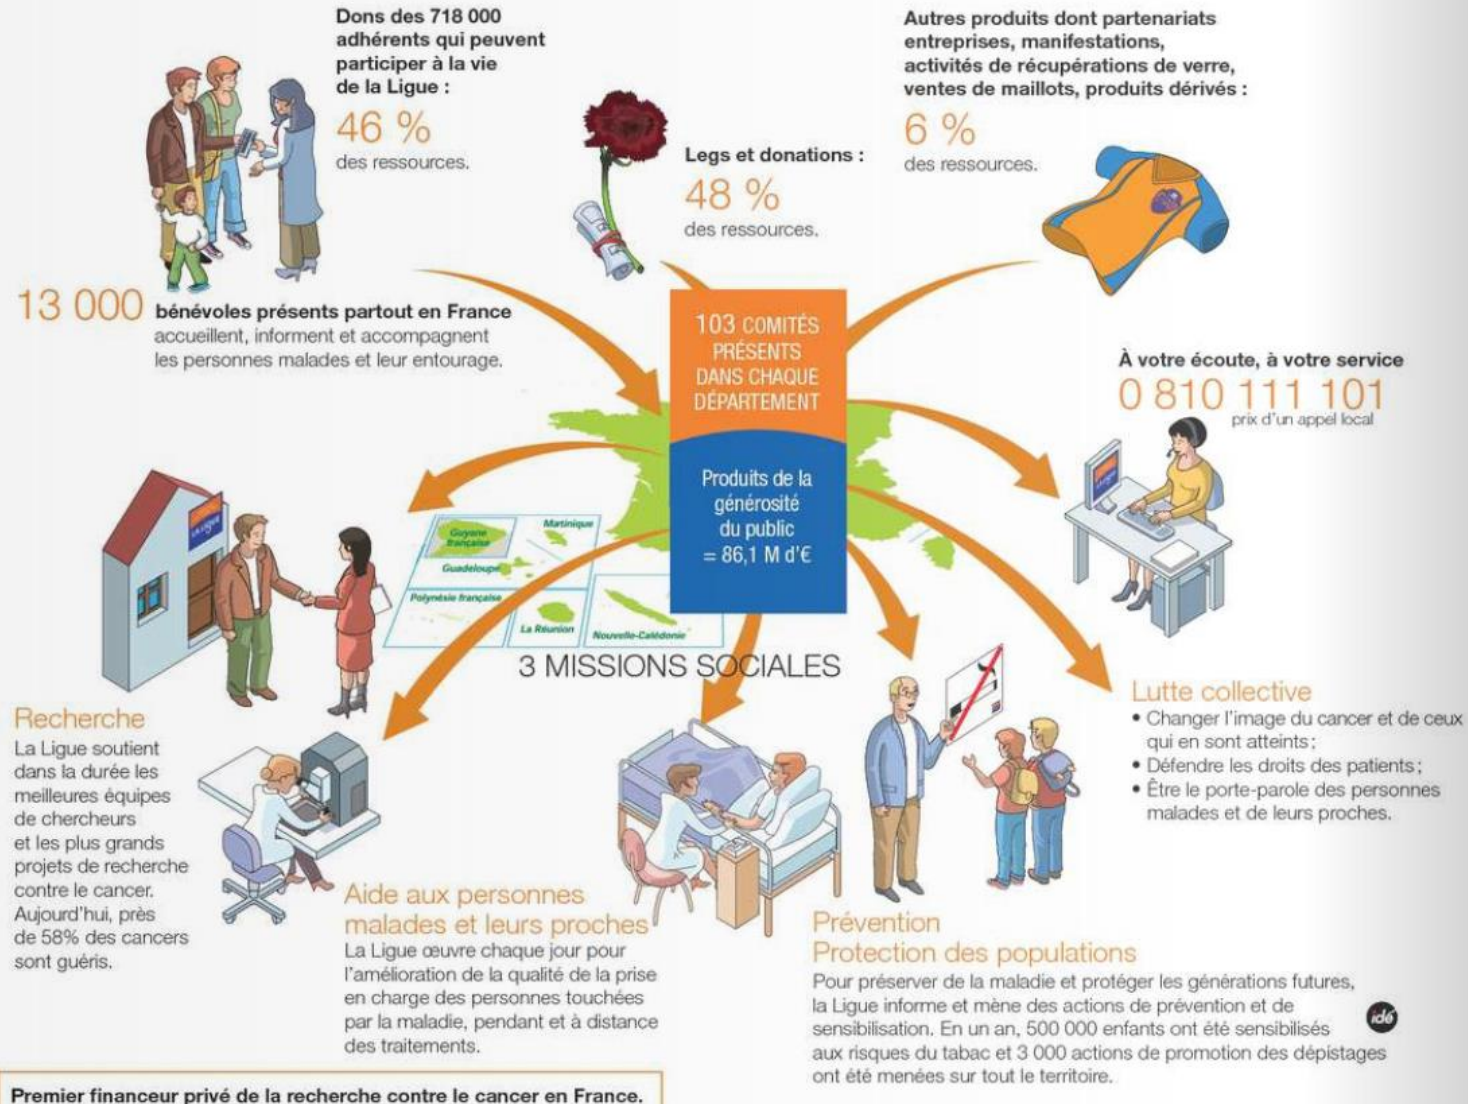 Dons des 718 000
adhérents qui peuvent
participer à la vie
de la Ligue :
46 %
des ressources.
Legs et donations :
48 %
des ressources.
Autres produits dont partenariats
entreprises, manifestations,
activités de récupérations de verre,
ventes de maillots, produits dérivés :
6 %
des ressources.
13 000 bénévoles présents partout en France
accueillent, informent et accompagnent
les personnes malades et leur entourage.
103 COMITÉS
PRÉSENTS
DANS CHAQUE
DÉPARTEMENT
Produits de la
générosité
du public
= 86,1 M d'€
À votre écoute, à votre service
0 810 111 101
prix d'un appel local
Guyane
française
Martinique
Guadeloupe
Polynésie française
La Réunion
Nouvelle-Calédonie
3 MISSIONS SOCIALES
Recherche
La Ligue soutient
dans la durée les
meilleures équipes
de chercheurs
et les plus grands
projets de recherche
contre le cancer.
Aujourd'hui, près
de 58% des cancers
sont guéris.
Aide aux personnes
malades et leurs proches
La Ligue œuvre chaque jour pour
l'amélioration de la qualité de la prise
en charge des personnes touchées
par la maladie, pendant et à distance
des traitements.
Prévention
Protection des populations
Pour préserver de la maladie et protéger les générations futures,
la Ligue informe et mène des actions de prévention et de
sensibilisation. En un an, 500 000 enfants ont été sensibilisés
aux risques du tabac et 3 000 actions de promotion des dépistages
ont été menées sur tout le territoire.
Lutte collective
• Changer l'image du cancer et de ceux
qui en sont atteints ;
• Défendre les droits des patients ;
• Être le porte-parole des personnes
malades et de leurs proches.
idé
Premier financeur privé de la recherche contre le cancer en France.